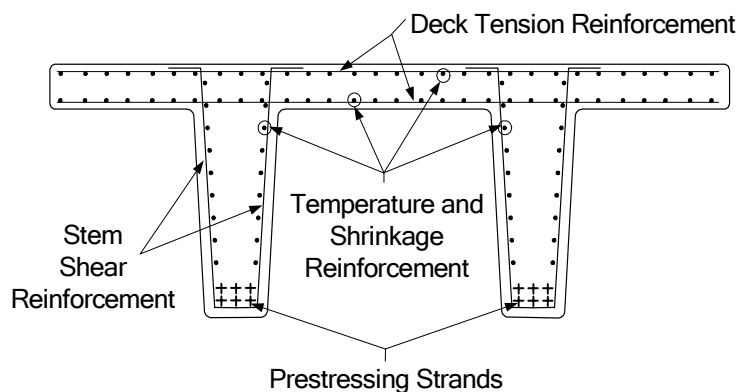 Deck Tension Reinforcement
Stem
Shear
Reinforcement
Temperature and
Shrinkage
Reinforcement
Prestressing Strands